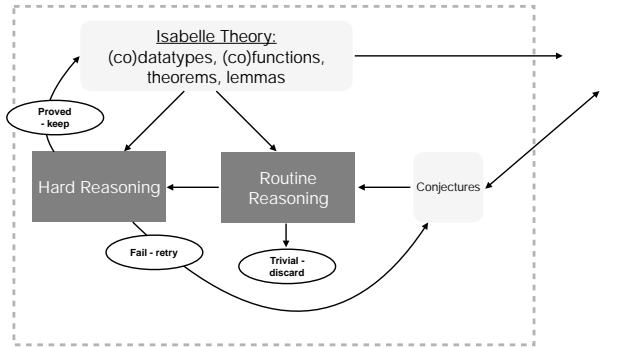 Isabelle Theory:
(co)datatypes, (co)functions,
theorems, lemmas
Proved
- keep
Hard Reasoning
Routine
Reasoning
Conjectures
Fail - retry
Trivial -
discard